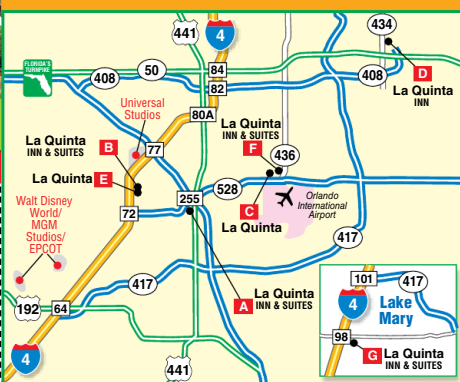 441
4
434
FLORIDA'S
TURNPIKE
408
50
84
82
408
D
La Quinta
INN
Universal
Studios
80A
La Quinta
INN & SUITES
F
436
La Quinta
INN & SUITES
B
77
La Quinta
E
528
255
C
La Quinta
Orlando
International
Airport
Walt Disney
World/
MGM
Studios/
EPCOT
72
417
417
A
La Quinta
INN & SUITES
192
64
4
441
101
417
4
Lake
Mary
98
G
La Quinta
INN & SUITES